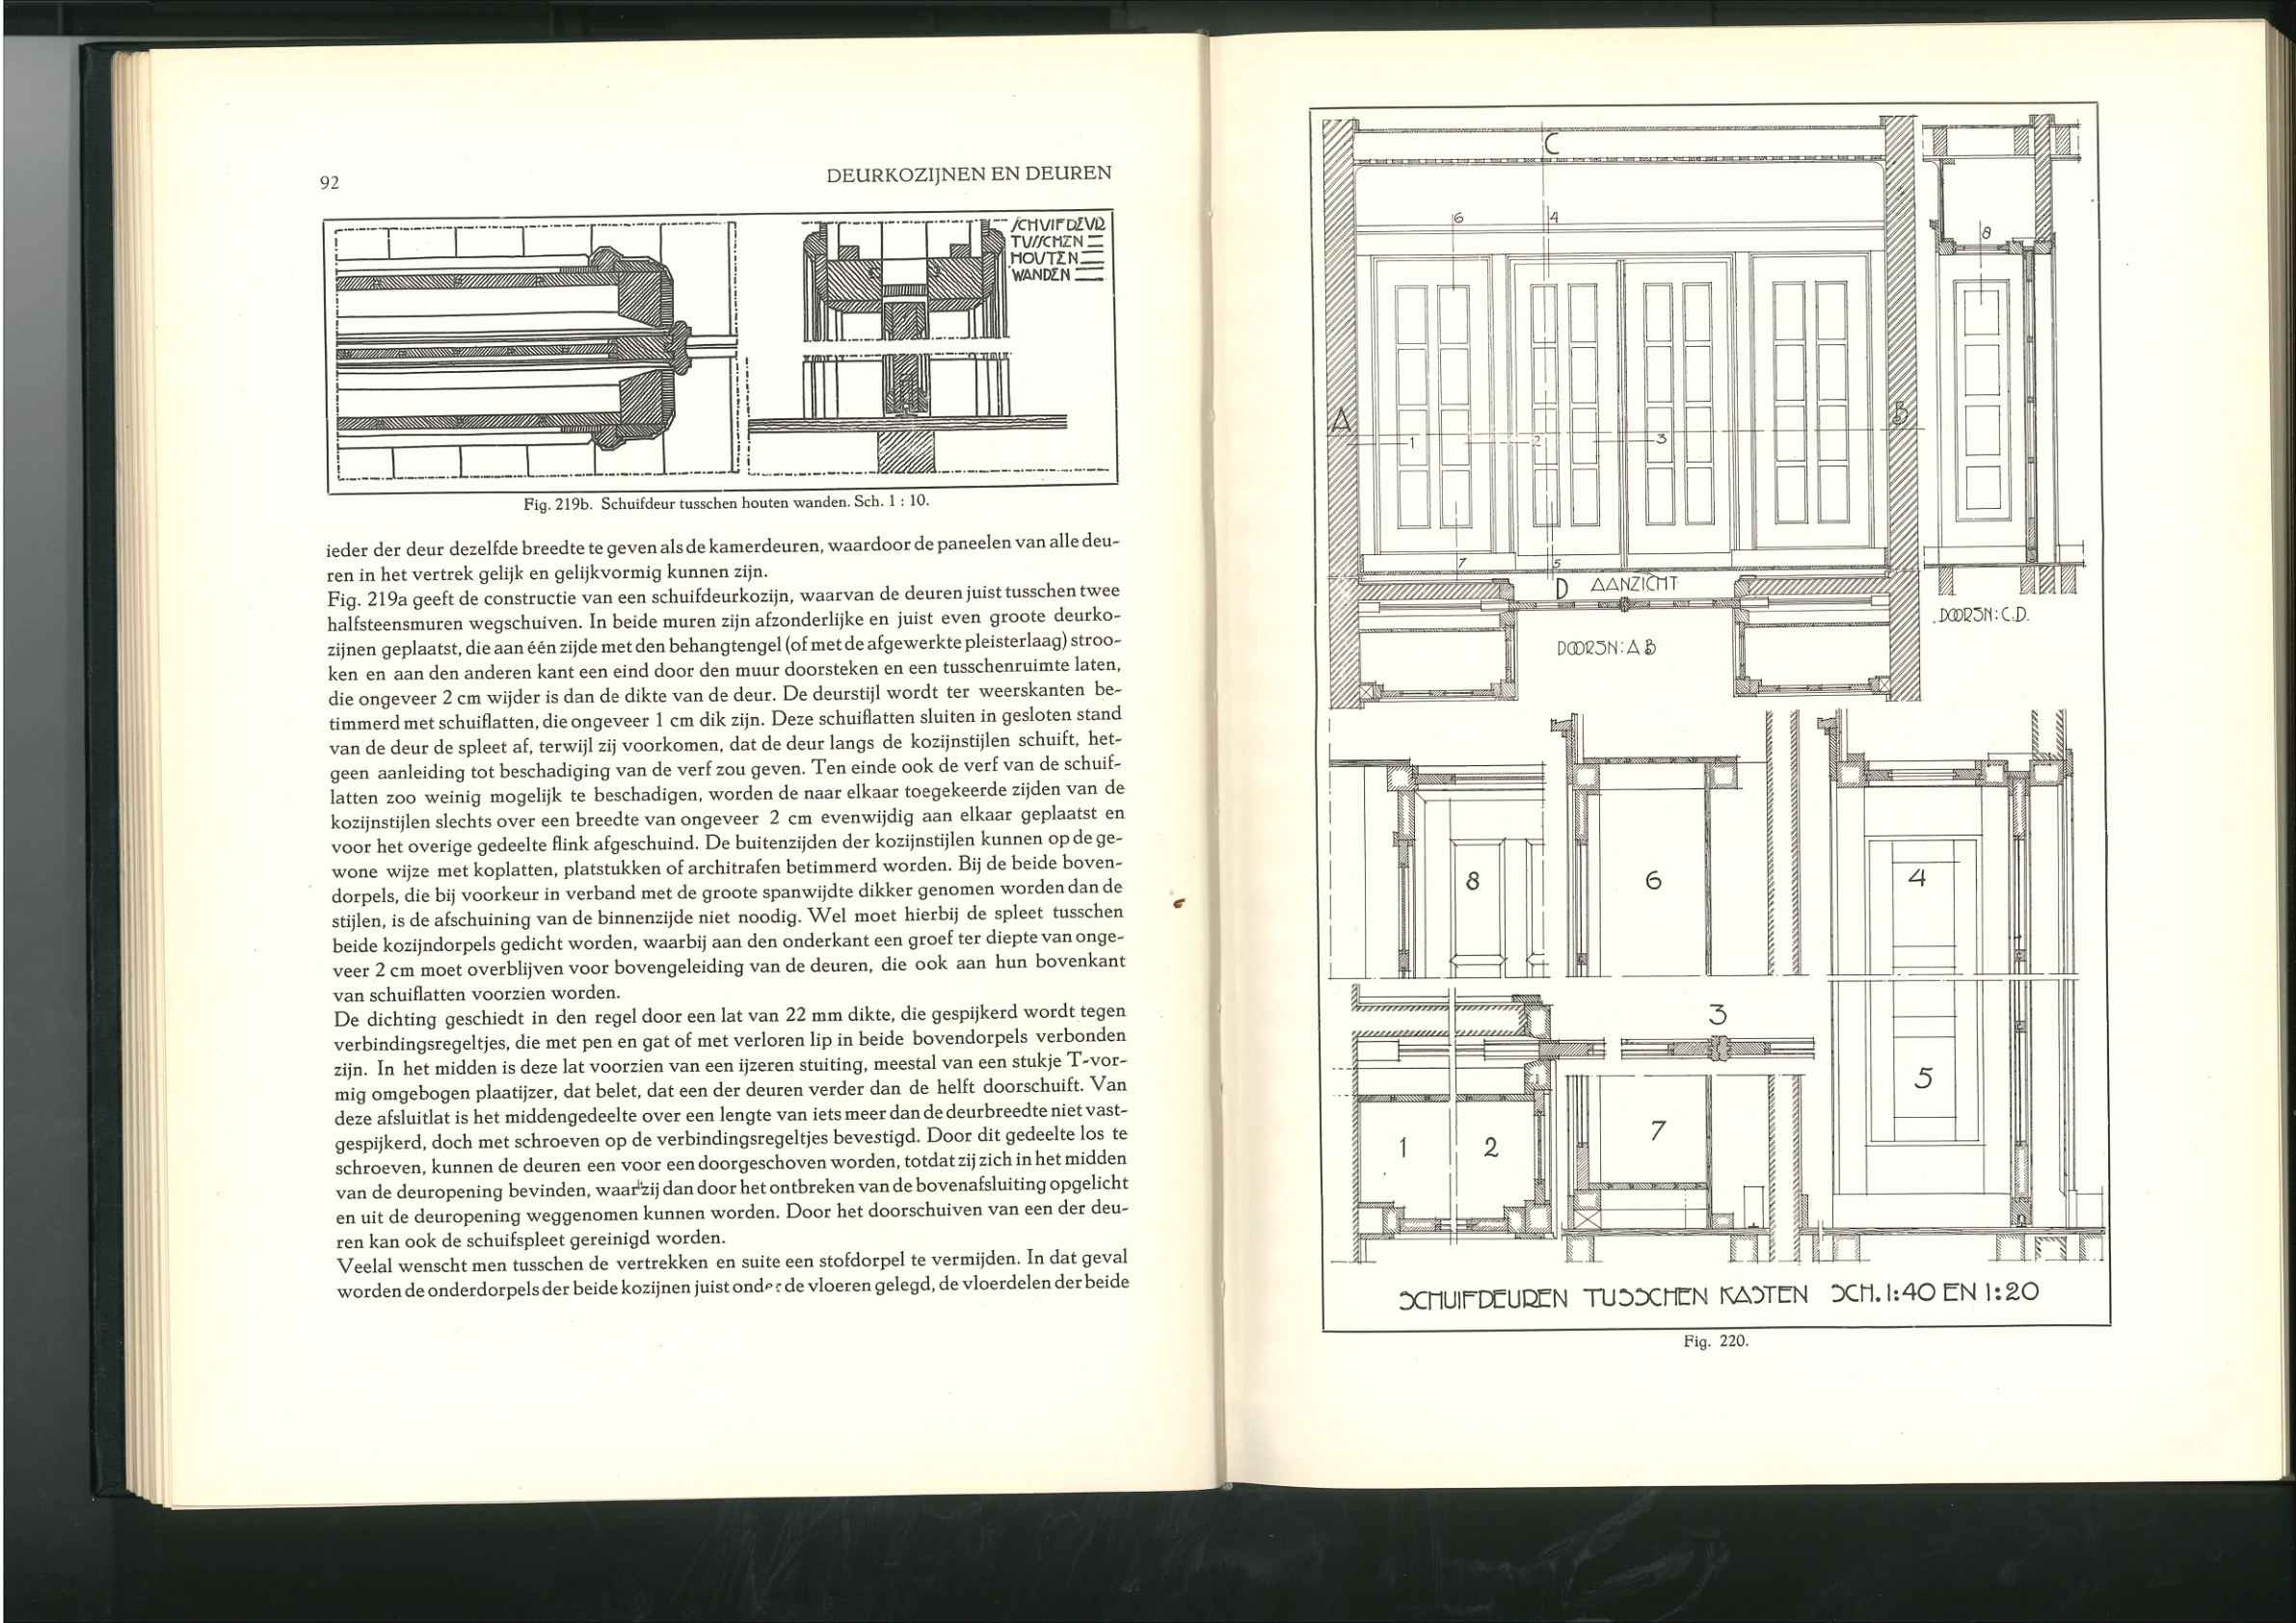 92
DEURKOZIJNEN EN DEUREN
SCHUIFDEUR
TUSSCHEN
HOUTEN
WANDEN
Fig. 219b. Schuifdeur tusschen houten wanden. Sch. 1 : 10.
ieder der deur dezelfde breedte te geven als de kamerdeuren, waardoor de paneelen van alle deu-
ren in het vertrek gelijk en gelijkvormig kunnen zijn.
Fig. 219a geeft de constructie van een schuifdeurkozijn, waarvan de deuren juist tusschen twee
halfsteensmuren wegschuiven. In beide muren zijn afzonderlijke en juist even groote deurko-
zijnen geplaatst, die aan één zijde met den behangtengel (of met de afgewerkte pleisterlaag) stroo-
ken en aan den anderen kant een eind door den muur doorsteken en een tusschenruimte laten,
die ongeveer 2 cm wijder is dan de dikte van de deur. De deurstijl wordt ter weerskanten be-
timmerd met schuiflatten, die ongeveer 1 cm dik zijn. Deze schuiflatten sluiten in gesloten stand
van de deur de spleet af, terwijl zij voorkomen, dat de deur langs de kozijnstijlen schuift, het-
geen aanleiding tot beschadiging van de verf zou geven. Ten einde ook de verf van de schuif-
latten zoo weinig mogelijk te beschadigen, worden de naar elkaar toegekeerde zijden van de
kozijnstijlen slechts over een breedte van ongeveer 2 cm evenwijdig aan elkaar geplaatst en
voor het overige gedeelte flink afgeschuind. De buitenzijden der kozijnstijlen kunnen op de ge-
wone wijze met koplatten, platstukken of architrafen betimmerd worden. Bij de beide boven-
dorpels, die bij voorkeur in verband met de groote spanwijdte dikker genomen worden dan de
stijlen, is de afschuining van de binnenzijde niet noodig. Wel moet hierbij de spleet tusschen
beide kozijndorpels gedicht worden, waarbij aan den onderkant een groef ter diepte van onge-
veer 2 cm moet overblijven voor bovengeleiding van de deuren, die ook aan hun bovenkant
van schuiflatten voorzien worden.
De dichting geschiedt in den regel door een lat van 22 mm dikte, die gespijkerd wordt tegen
verbindingsregeltjes, die met pen en gat of met verloren lip in beide bovendorpels verbonden
zijn. In het midden is deze lat voorzien van een ijzeren stuiting, meestal van een stukje T-vor-
mig omgebogen plaatijzer, dat belet, dat een der deuren verder dan de helft doorschuift. Van
deze afsluitlat is het middengedeelte over een lengte van iets meer dan de deurbreedte niet vast-
gespijkerd, doch met schroeven op de verbindingsregeltjes bevestigd. Door dit gedeelte los te
schroeven, kunnen de deuren een voor een doorgeschoven worden, totdat zij zich in het midden
van de deuropening bevinden, waar zij dan door het ontbreken van de bovenafsluiting opgelicht
en uit de deuropening weggenomen kunnen worden. Door het doorschuiven van een der deu-
ren kan ook de schuifspleet gereinigd worden.
Veelal wenscht men tusschen de vertrekken en suite een stofdorpel te vermijden. In dat geval
worden de onderdorpels der beide kozijnen juist onder de vloeren gelegd, de vloerdelen der beide
C
6
4
8
A
B
1
2
3
7
5
D
AANZICHT
DOORSN: A B
DOORSN: C.D.
8
6
4
3
5
7
1
2
SCHUIFDEUREN TUSSCHEN KASTEN SCH. 1:40 EN 1:20
Fig. 220.